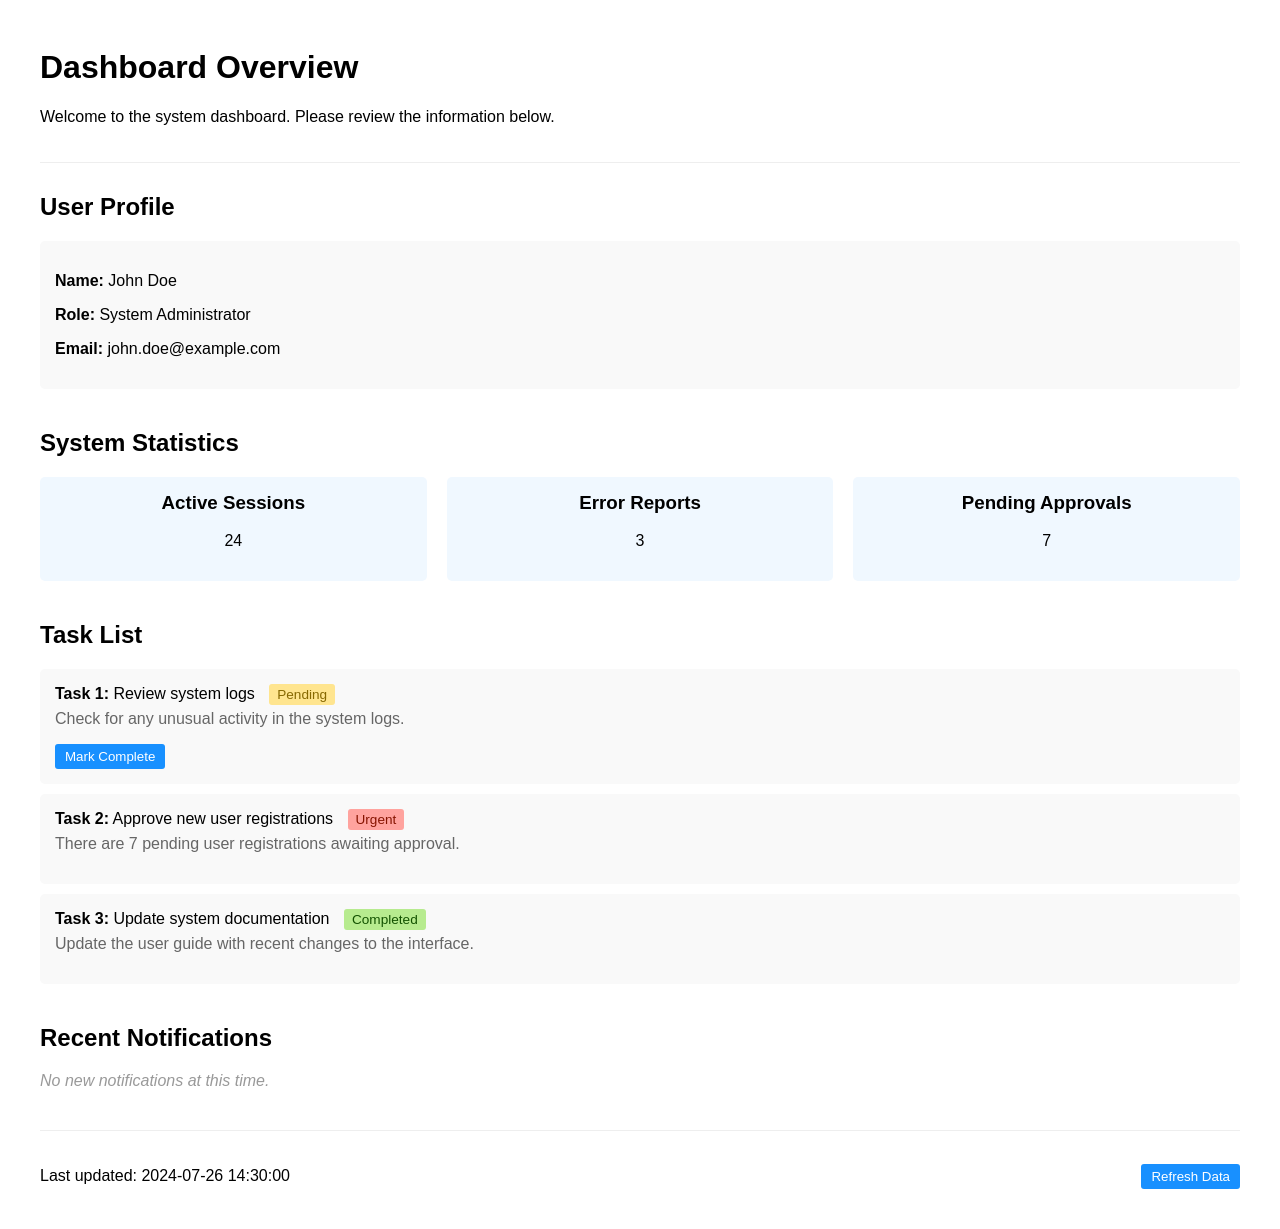 Dashboard Overview
Welcome to the system dashboard. Please review the information below.
User Profile
Name: John Doe
Role: System Administrator
Email: john.doe@example.com
System Statistics
Active Sessions
24
Error Reports
3
Pending Approvals
7
Task List
Task 1: Review system logs Pending
Check for any unusual activity in the system logs.
Mark Complete
Task 2: Approve new user registrations Urgent
There are 7 pending user registrations awaiting approval.
Task 3: Update system documentation Completed
Update the user guide with recent changes to the interface.
Recent Notifications
No new notifications at this time.
Last updated: 2024-07-26 14:30:00
Refresh Data